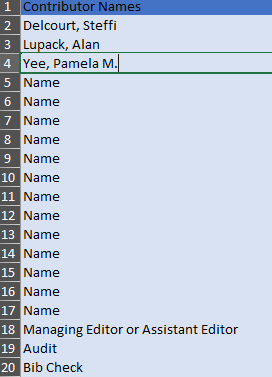 1 Contributor Names
2 Delcourt, Steffi
3 Lupack, Alan
4 Yee, Pamela M.
5 Name
6 Name
7 Name
8 Name
9 Name
10 Name
11 Name
12 Name
13 Name
14 Name
15 Name
16 Name
17 Name
18 Managing Editor or Assistant Editor
19 Audit
20 Bib Check